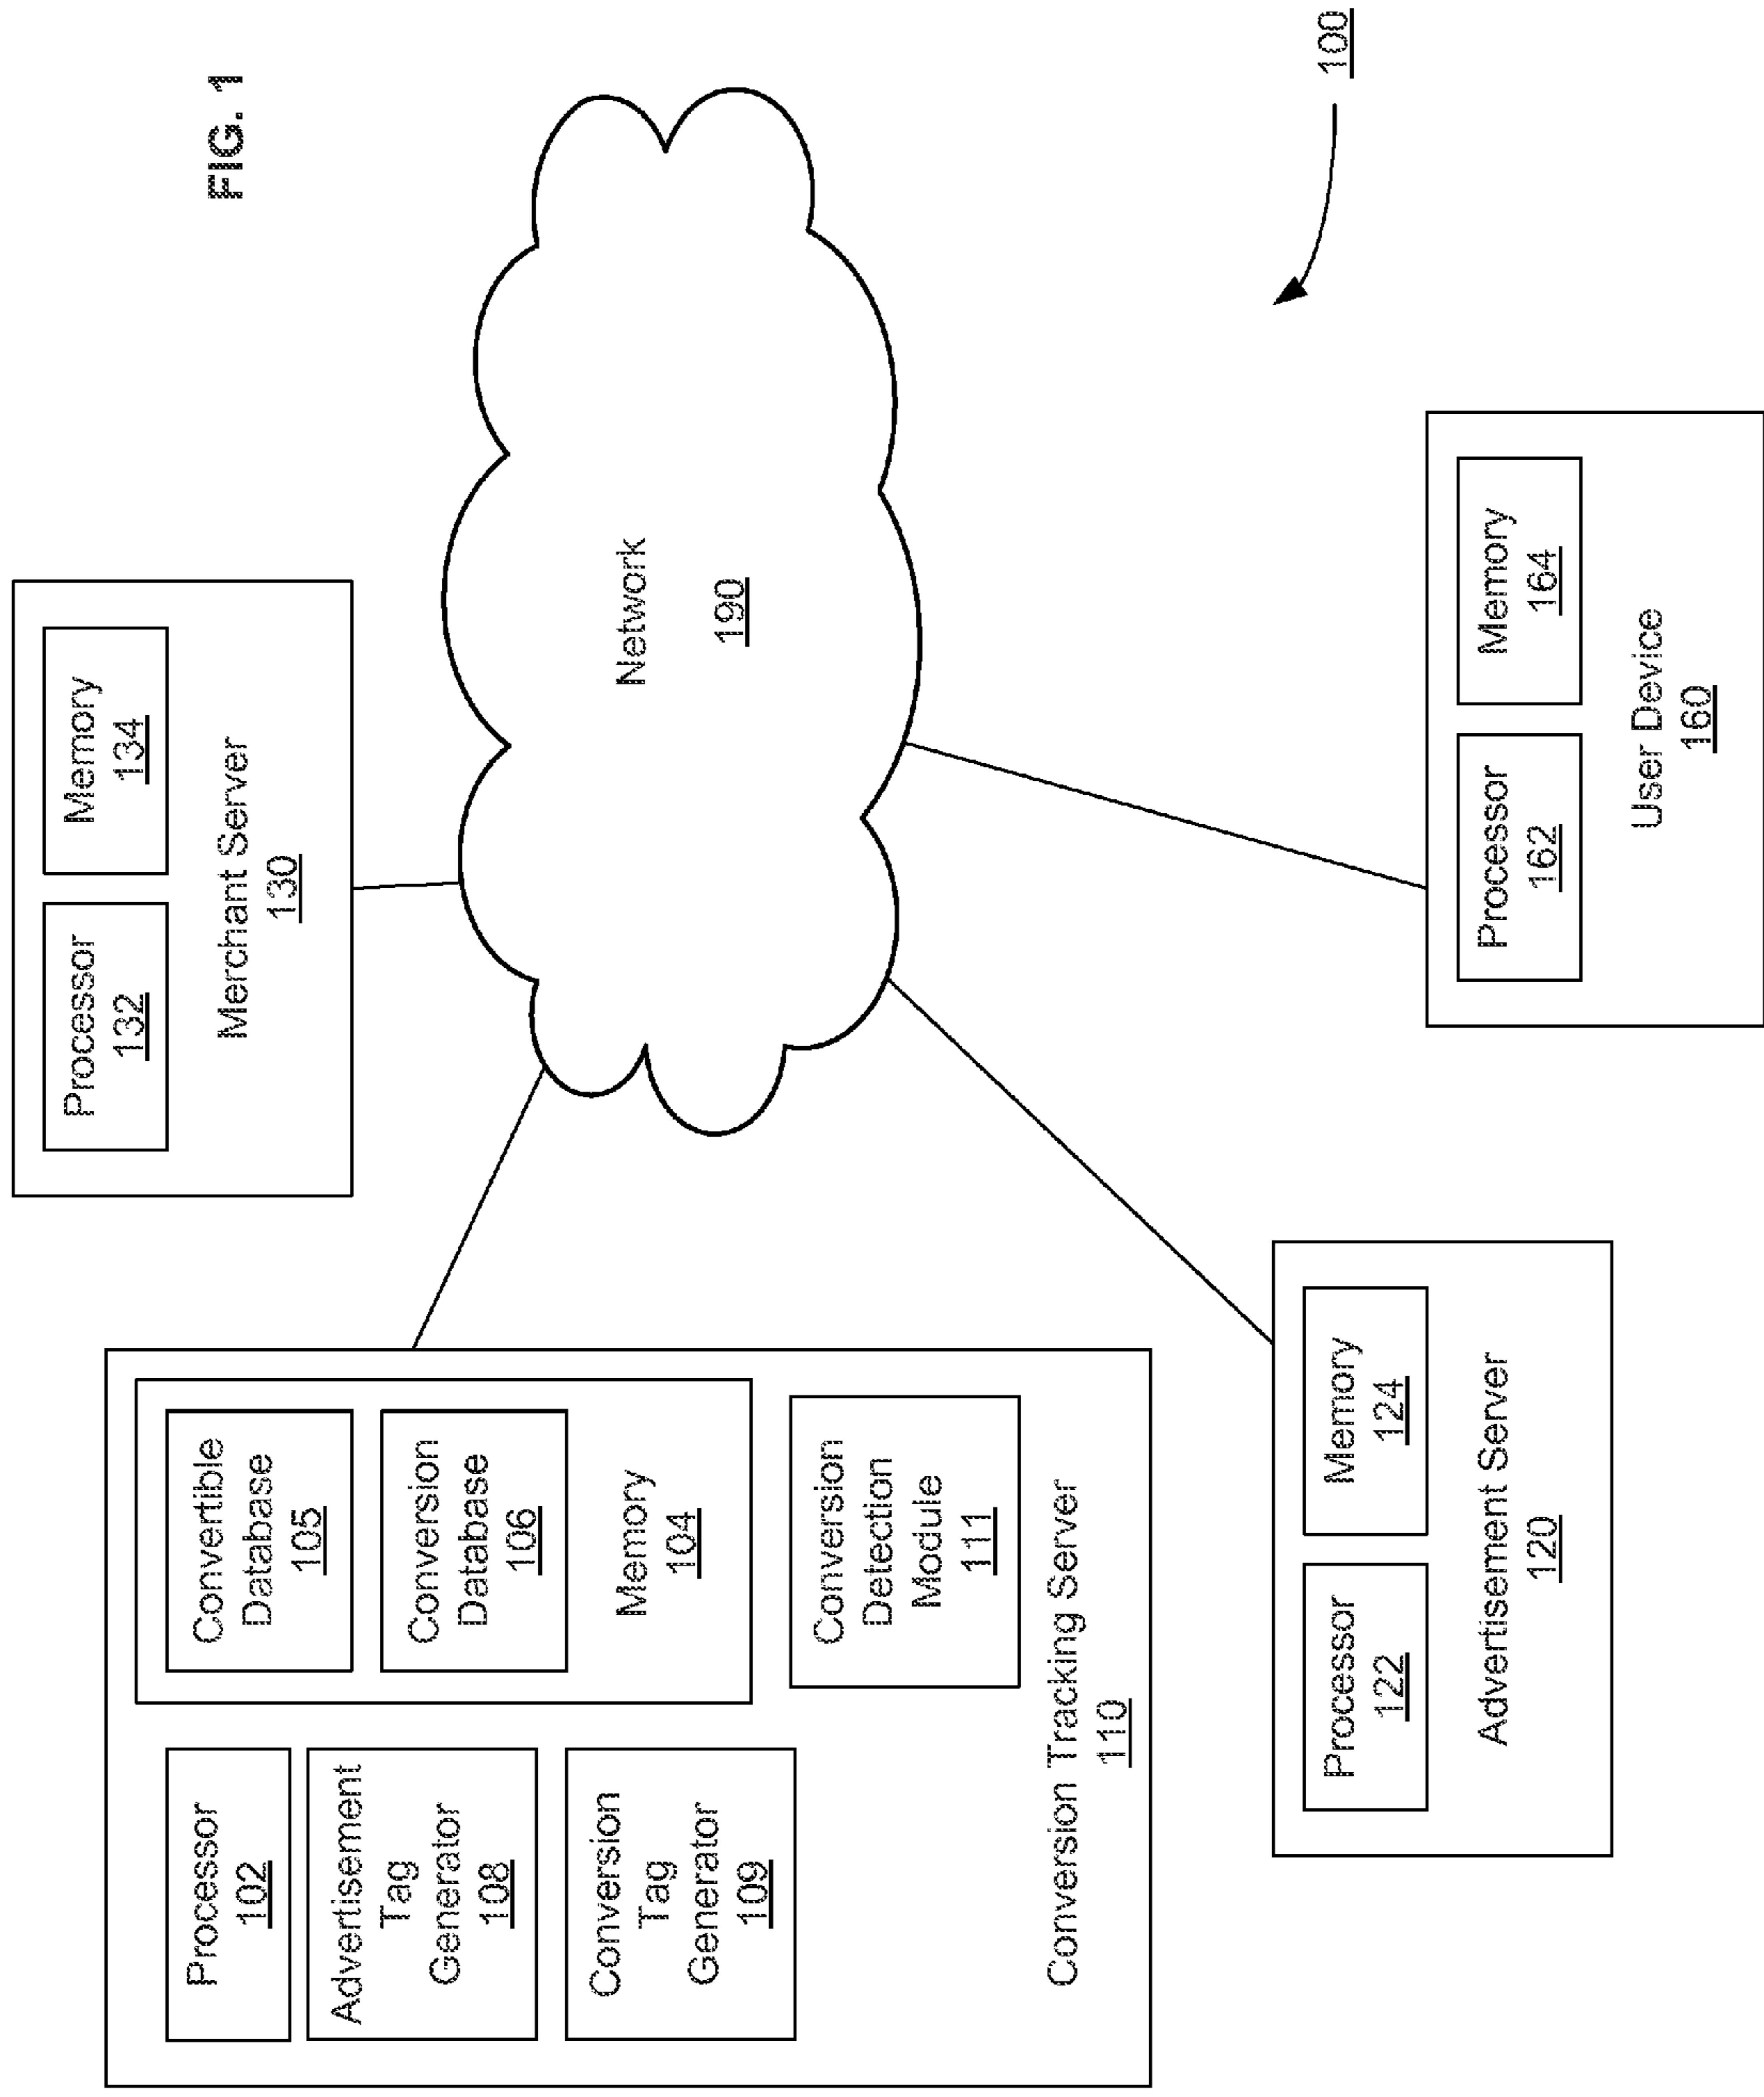 FIG. 1
100
Processor
102
Advertisement
Tag
Generator
108
Conversion
Tag
Generator
109
Convertible
Database
105
Conversion
Database
106
Memory
104
Conversion
Detection
Module
111
Conversion Tracking Server
110
Processor
132
Memory
134
Merchant Server
130
Network
190
Processor
122
Memory
124
Advertisement Server
120
Processor
162
Memory
164
User Device
160